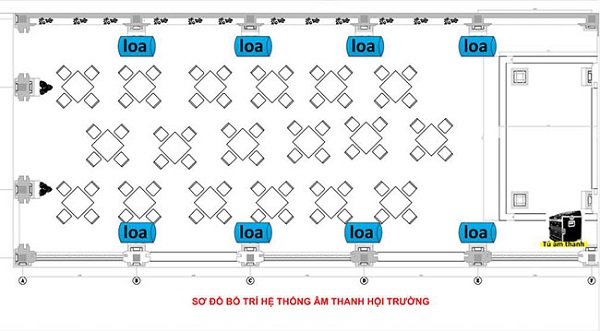 loa loa loa loa
loa loa loa loa
Tủ âm thanh
A B C D E F
SƠ ĐỒ BỐ TRÍ HỆ THỐNG ÂM THANH HỘI TRƯỜNG